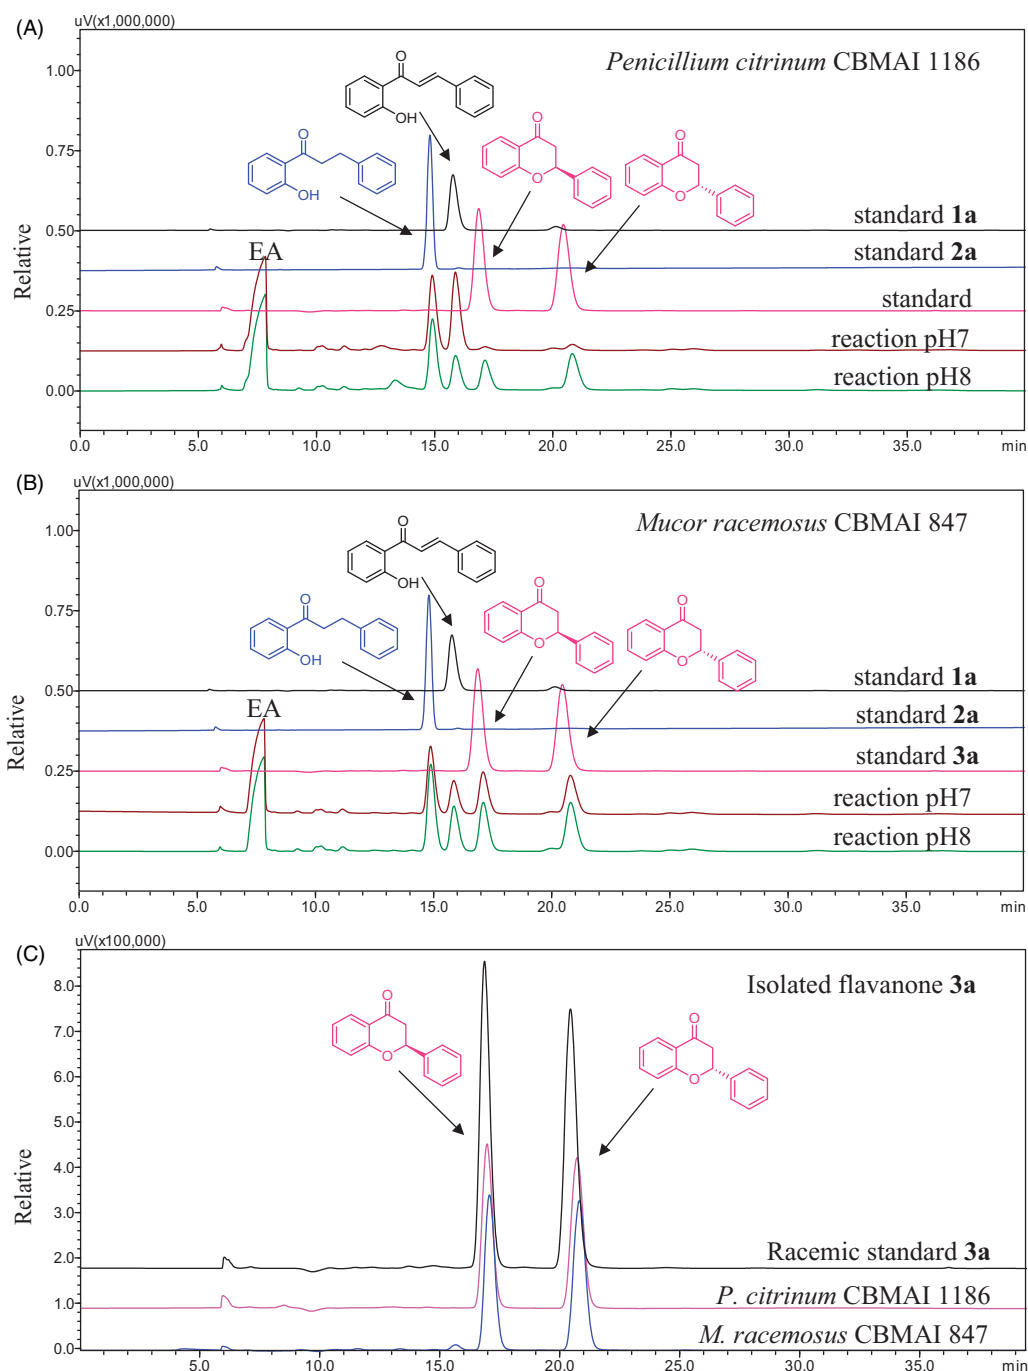 (A)
uV(x1,000,000)
Penicillium citrinum CBMAI 1186
1.00
0.75
0.50
0.25
0.00
Relative
O
OH
O
OH
O
O
O
O
EA
standard 1a
standard 2a
standard
reaction pH7
reaction pH8
0.0 5.0 10.0 15.0 20.0 25.0 30.0 35.0 min
(B)
uV(x1,000,000)
Mucor racemosus CBMAI 847
1.00
0.75
0.50
0.25
0.00
Relative
O
OH
O
OH
O
O
O
O
EA
standard 1a
standard 2a
standard 3a
reaction pH7
reaction pH8
0.0 5.0 10.0 15.0 20.0 25.0 30.0 35.0 min
(C)
uV(x100,000)
Isolated flavanone 3a
8.0
7.0
6.0
5.0
4.0
3.0
2.0
1.0
0.0
Relative
O
O
O
O
Racemic standard 3a
P. citrinum CBMAI 1186
M. racemosus CBMAI 847
5.0 10.0 15.0 20.0 25.0 30.0 35.0 min